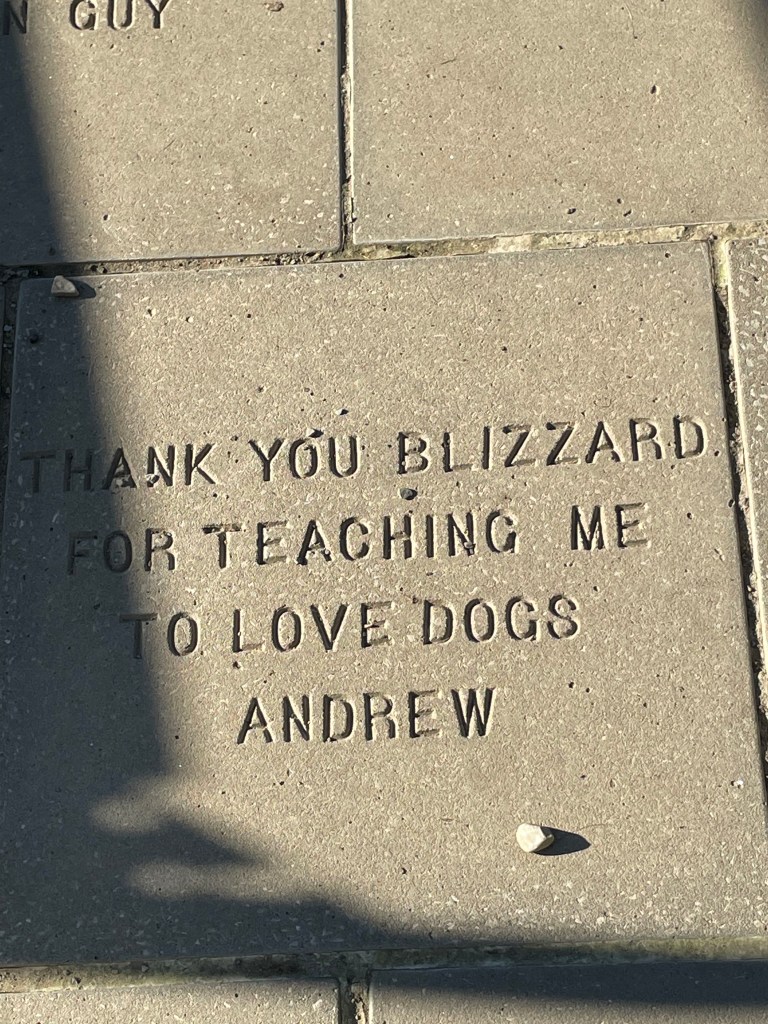 N GUY
THANK YOU BLIZZARD
FOR TEACHING ME
TO LOVE DOGS
ANDREW